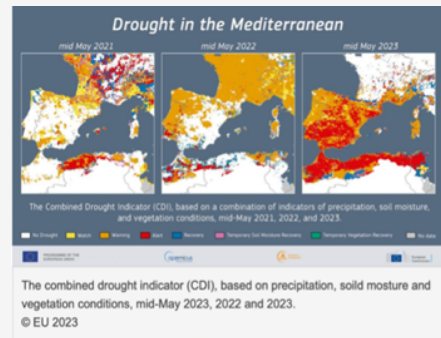 Drought in the Mediterranean
mid May 2021 mid May 2022 mid May 2023
The Combined Drought Indicator (CDI), based on a combination of indicators of precipitation, soil moisture,
and vegetation conditions, mid-May 2021, 2022, and 2023.
No Drought Watch Warning Alert Recovery Temporary Soil Moisture Recovery Temporary Vegetation Recovery No data
The combined drought indicator (CDI), based on precipitation, soild mosture and
vegetation conditions, mid-May 2023, 2022 and 2023.
© EU 2023